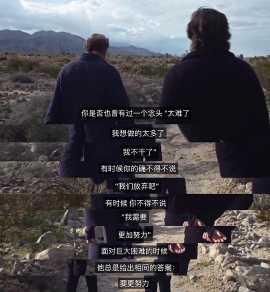 你是否也曾有过一个念头 "太难了
我想做的太多了
我不干了"
有时候你的确不得不说
"我们放弃吧"
有时候 你不得不说
"我需要
更加努力"
面对巨大困难的时候
他总是给出相同的答案:
要更努力